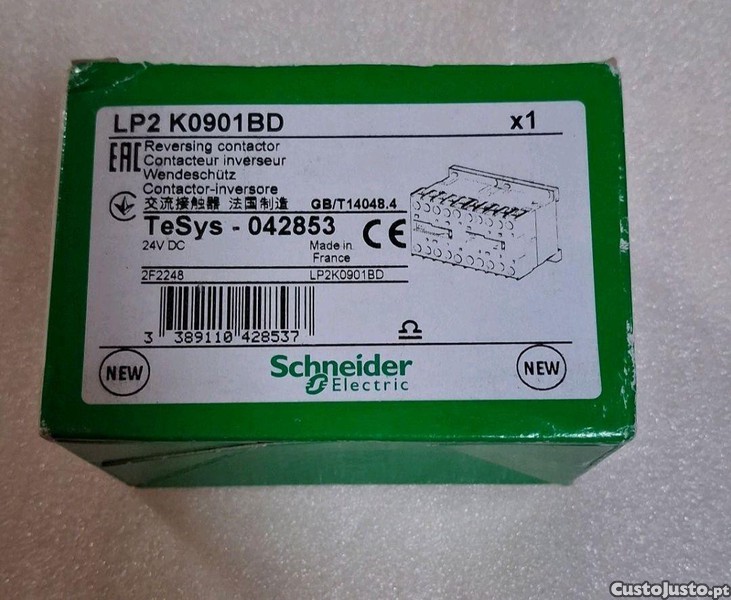 LP2 K0901BD x1
EAC Reversing contactor
Contacteur inverseur
Wendeschütz
Contactor-inversore
交流接触器 法国制造 GB/T14048.4
TeSys - 042853
24V DC Made in CE
France
2F2248 LP2K0901BD
3 389110 428537
NEW Schneider NEW
Electric
CustoJusto.pt